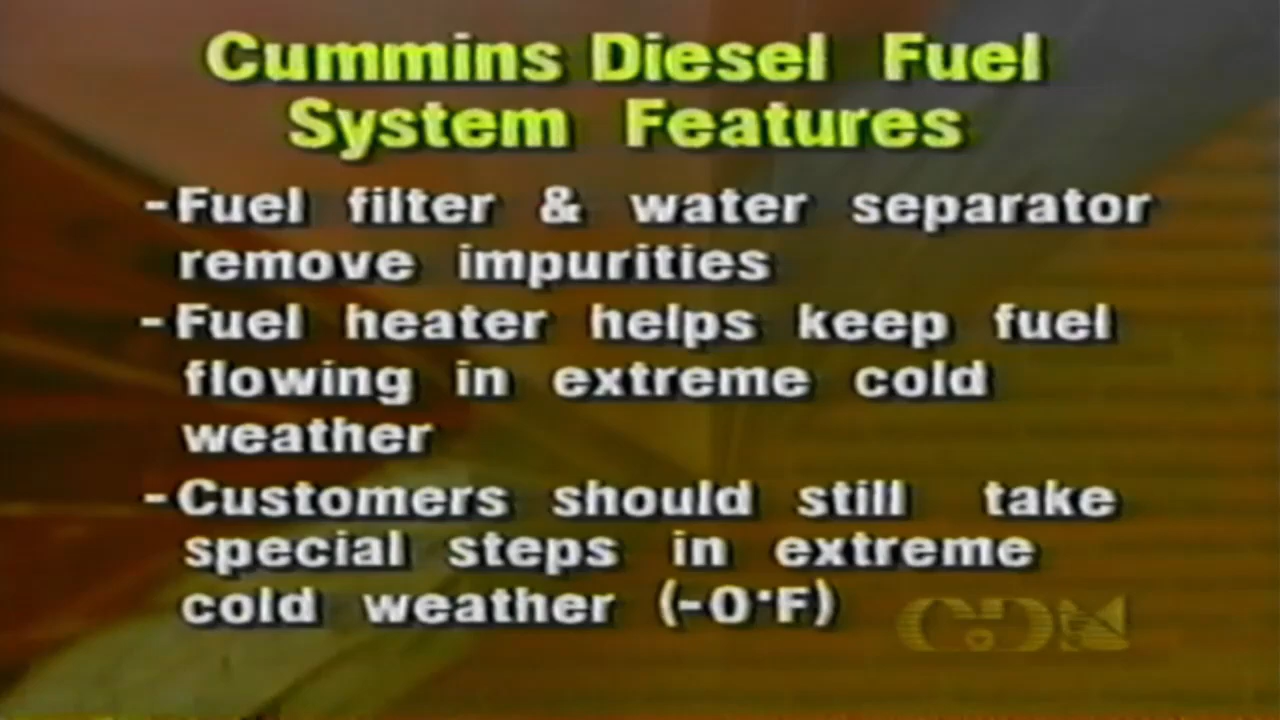 Cummins Diesel Fuel
System Features
-Fuel filter & water separator
remove impurities
-Fuel heater helps keep fuel
flowing in extreme cold
weather
-Customers should still take
special steps in extreme
cold weather (-0°F)